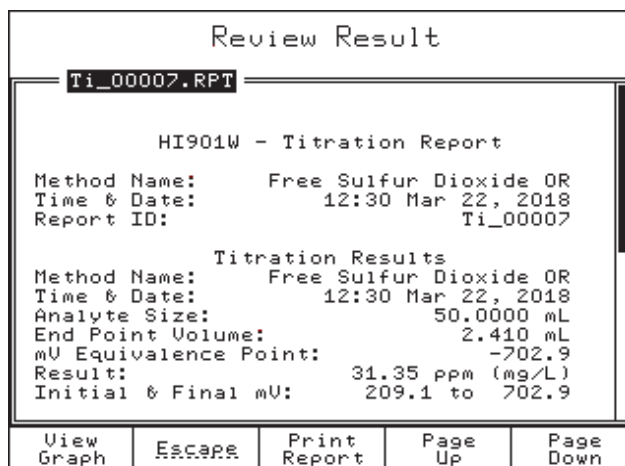 Review Result
Ti_00007.RPT
HI901W - Titration Report
Method Name: Free Sulfur Dioxide OR
Time & Date: 12:30 Mar 22, 2018
Report ID: Ti_00007
Titration Results
Method Name: Free Sulfur Dioxide OR
Time & Date: 12:30 Mar 22, 2018
Analyte Size: 50.0000 mL
End Point Volume: 2.410 mL
mV Equivalence Point: -702.9
Result: 31.35 ppm (mg/L)
Initial & Final mV: 209.1 to 702.9
View Graph
Escape
Print Report
Page Up
Page Down